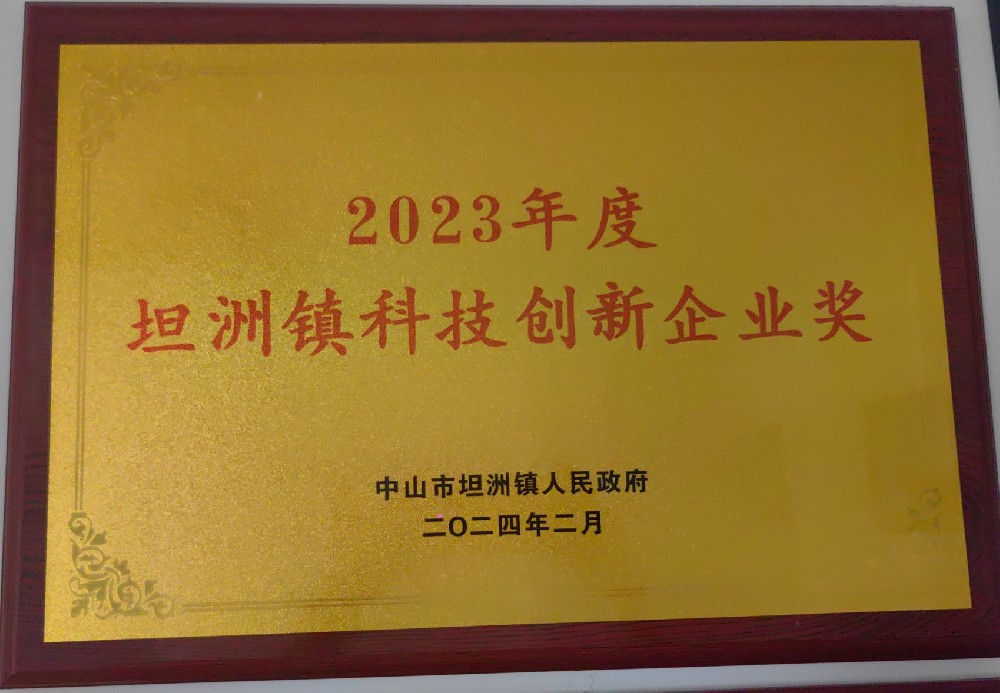 2023年度
坦洲镇科技创新企业奖
中山市坦洲镇人民政府
二〇二四年二月